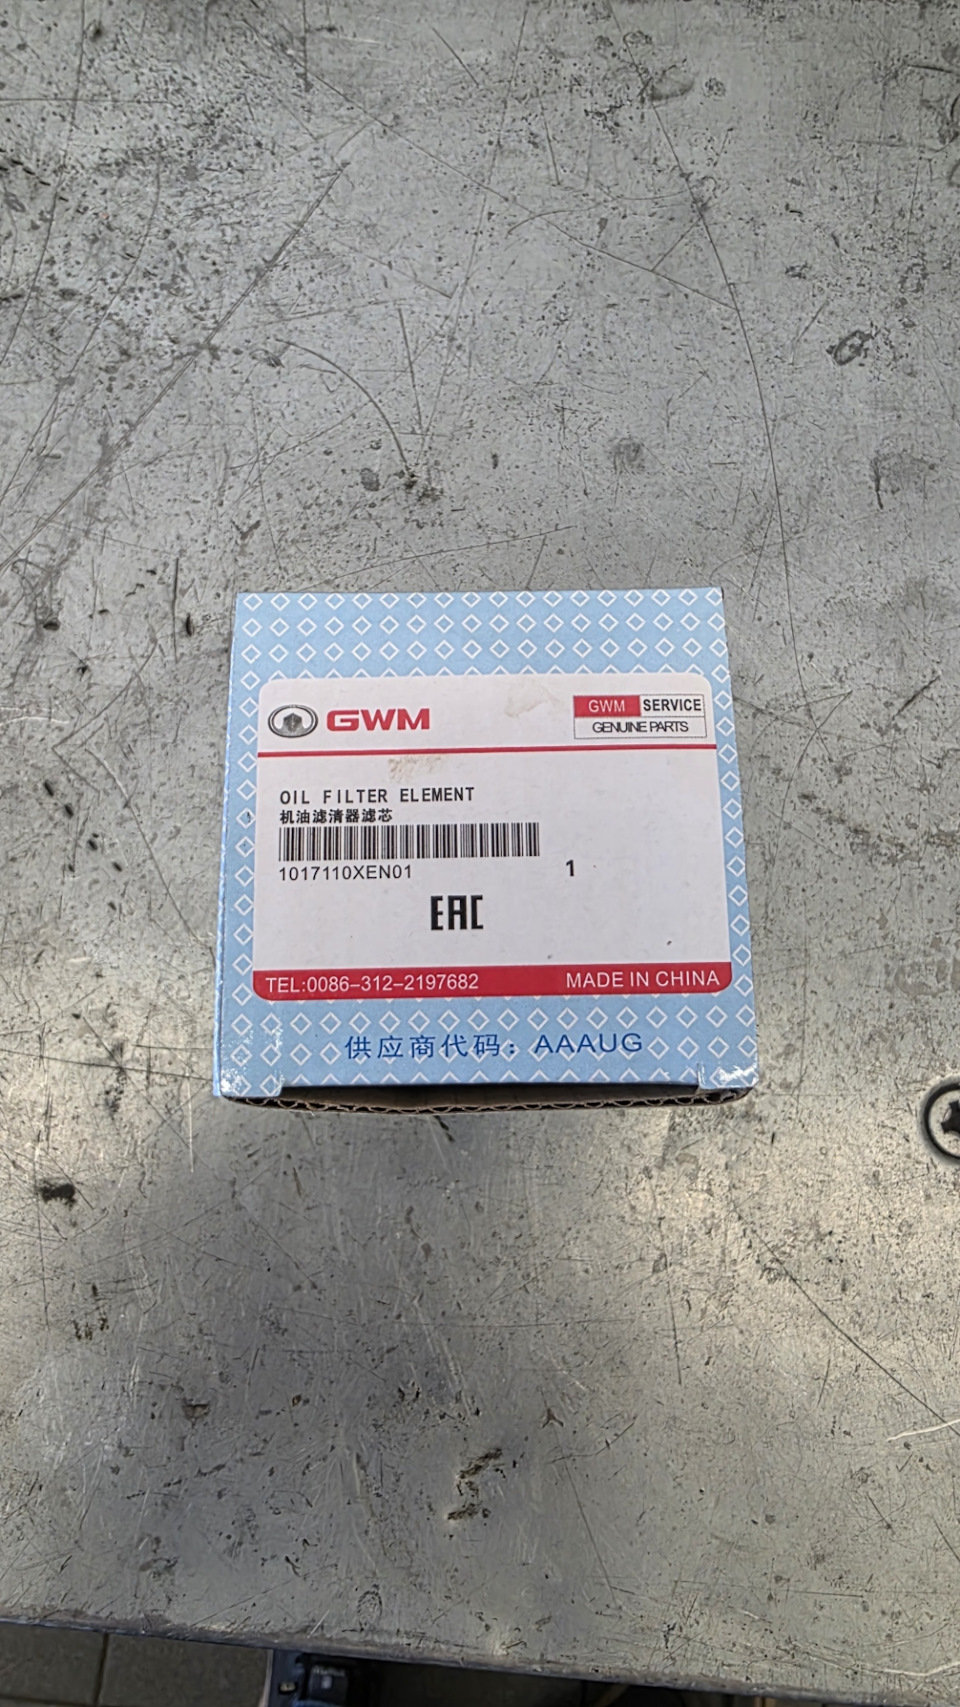 GWM
GWM SERVICE
GENUINE PARTS
OIL FILTER ELEMENT
机油滤清器滤芯
1017110XEN01
1
EAC
TEL:0086-312-2197682
MADE IN CHINA
供应商代码：AAAUG